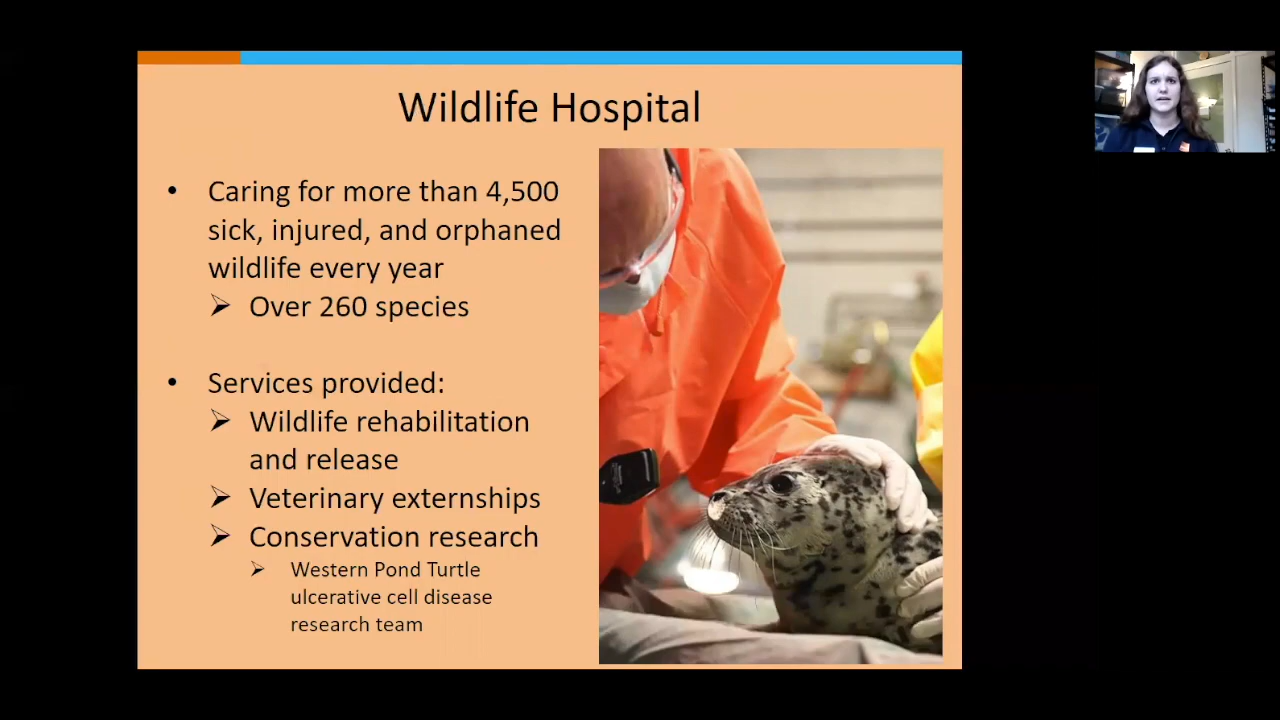 Wildlife Hospital
• Caring for more than 4,500
sick, injured, and orphaned
wildlife every year
➢ Over 260 species
• Services provided:
➢ Wildlife rehabilitation
and release
➢ Veterinary externships
➢ Conservation research
➢ Western Pond Turtle
ulcerative cell disease
research team